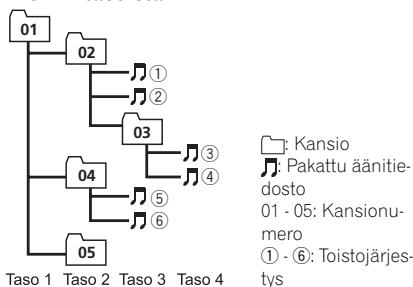 01
02
①
②
03
③
④
04
⑤
⑥
05
Taso 1 Taso 2 Taso 3 Taso 4
: Kansio
: Pakattu äänitie-
dosto
01 - 05: Kansionu-
mero
① - ⑥: Toistojärjes-
tys